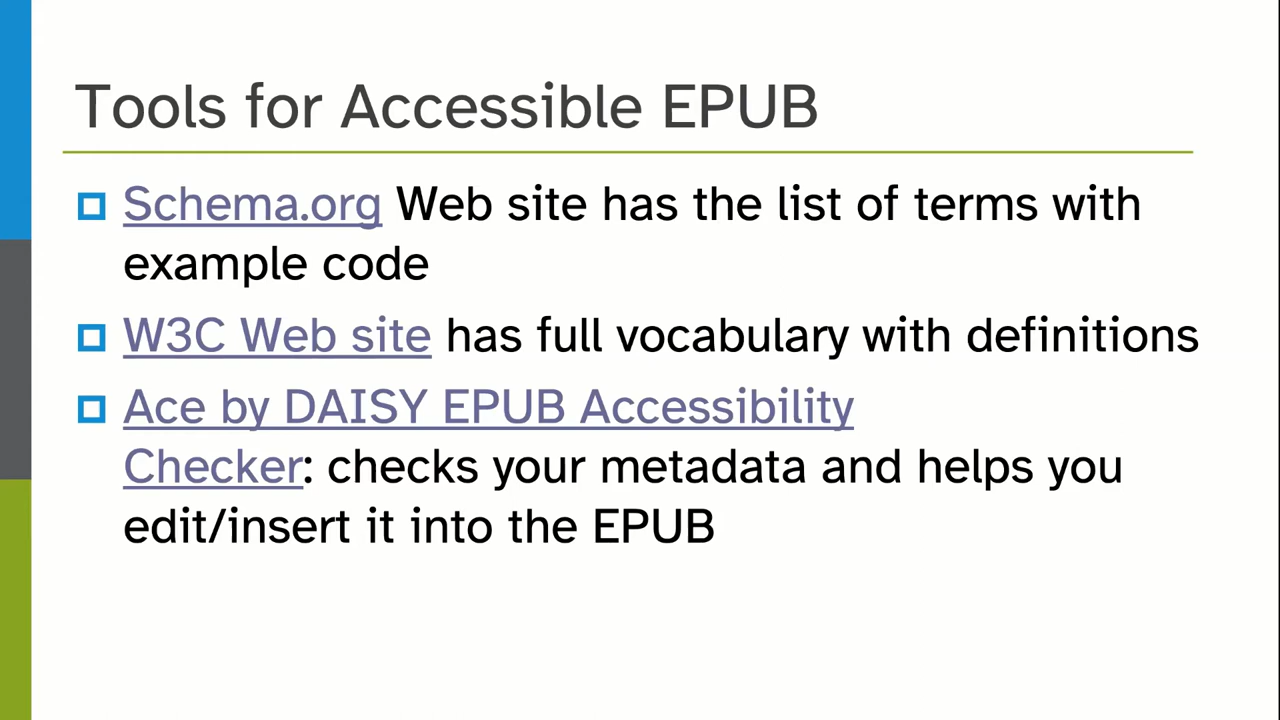 Tools for Accessible EPUB
Schema.org Web site has the list of terms with
example code
W3C Web site has full vocabulary with definitions
Ace by DAISY EPUB Accessibility
Checker: checks your metadata and helps you
edit/insert it into the EPUB